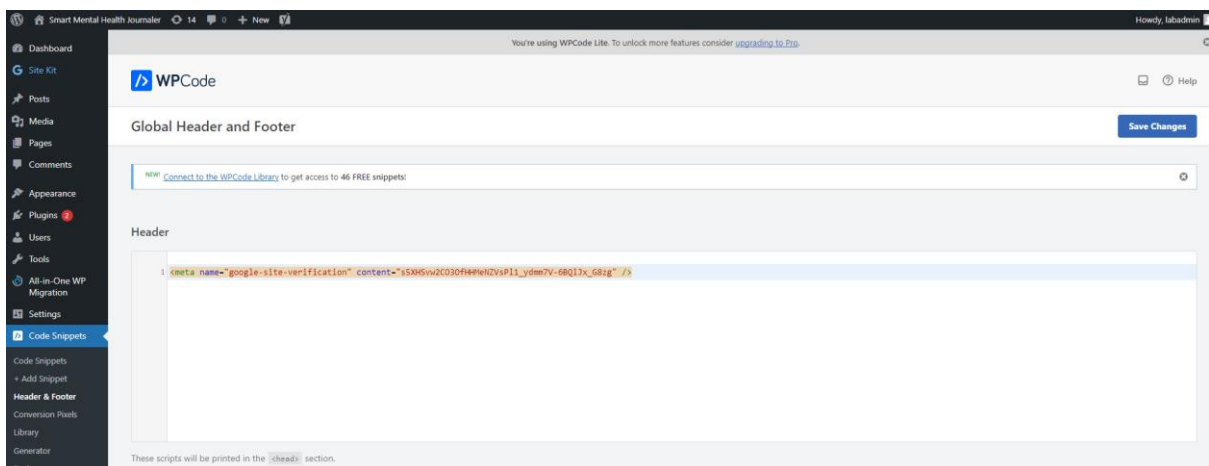 Smart Mental Health Journaler 14 0 + New Howdy, labadmin
You're using WPCode Lite. To unlock more features consider upgrading to Pro.
Dashboard
Site Kit
Posts
Media
Pages
Comments
Appearance
Plugins 2
Users
Tools
All-in-One WP
Migration
Settings
Code Snippets
Code Snippets
+ Add Snippet
Header & Footer
Conversion Pixels
Library
Generator
WPCode
Help
Global Header and Footer
Save Changes
NEW! Connect to the WPCode Library to get access to 46 FREE snippets!
Header
1 <meta name="google-site-verification" />
These scripts will be printed in the <head> section.